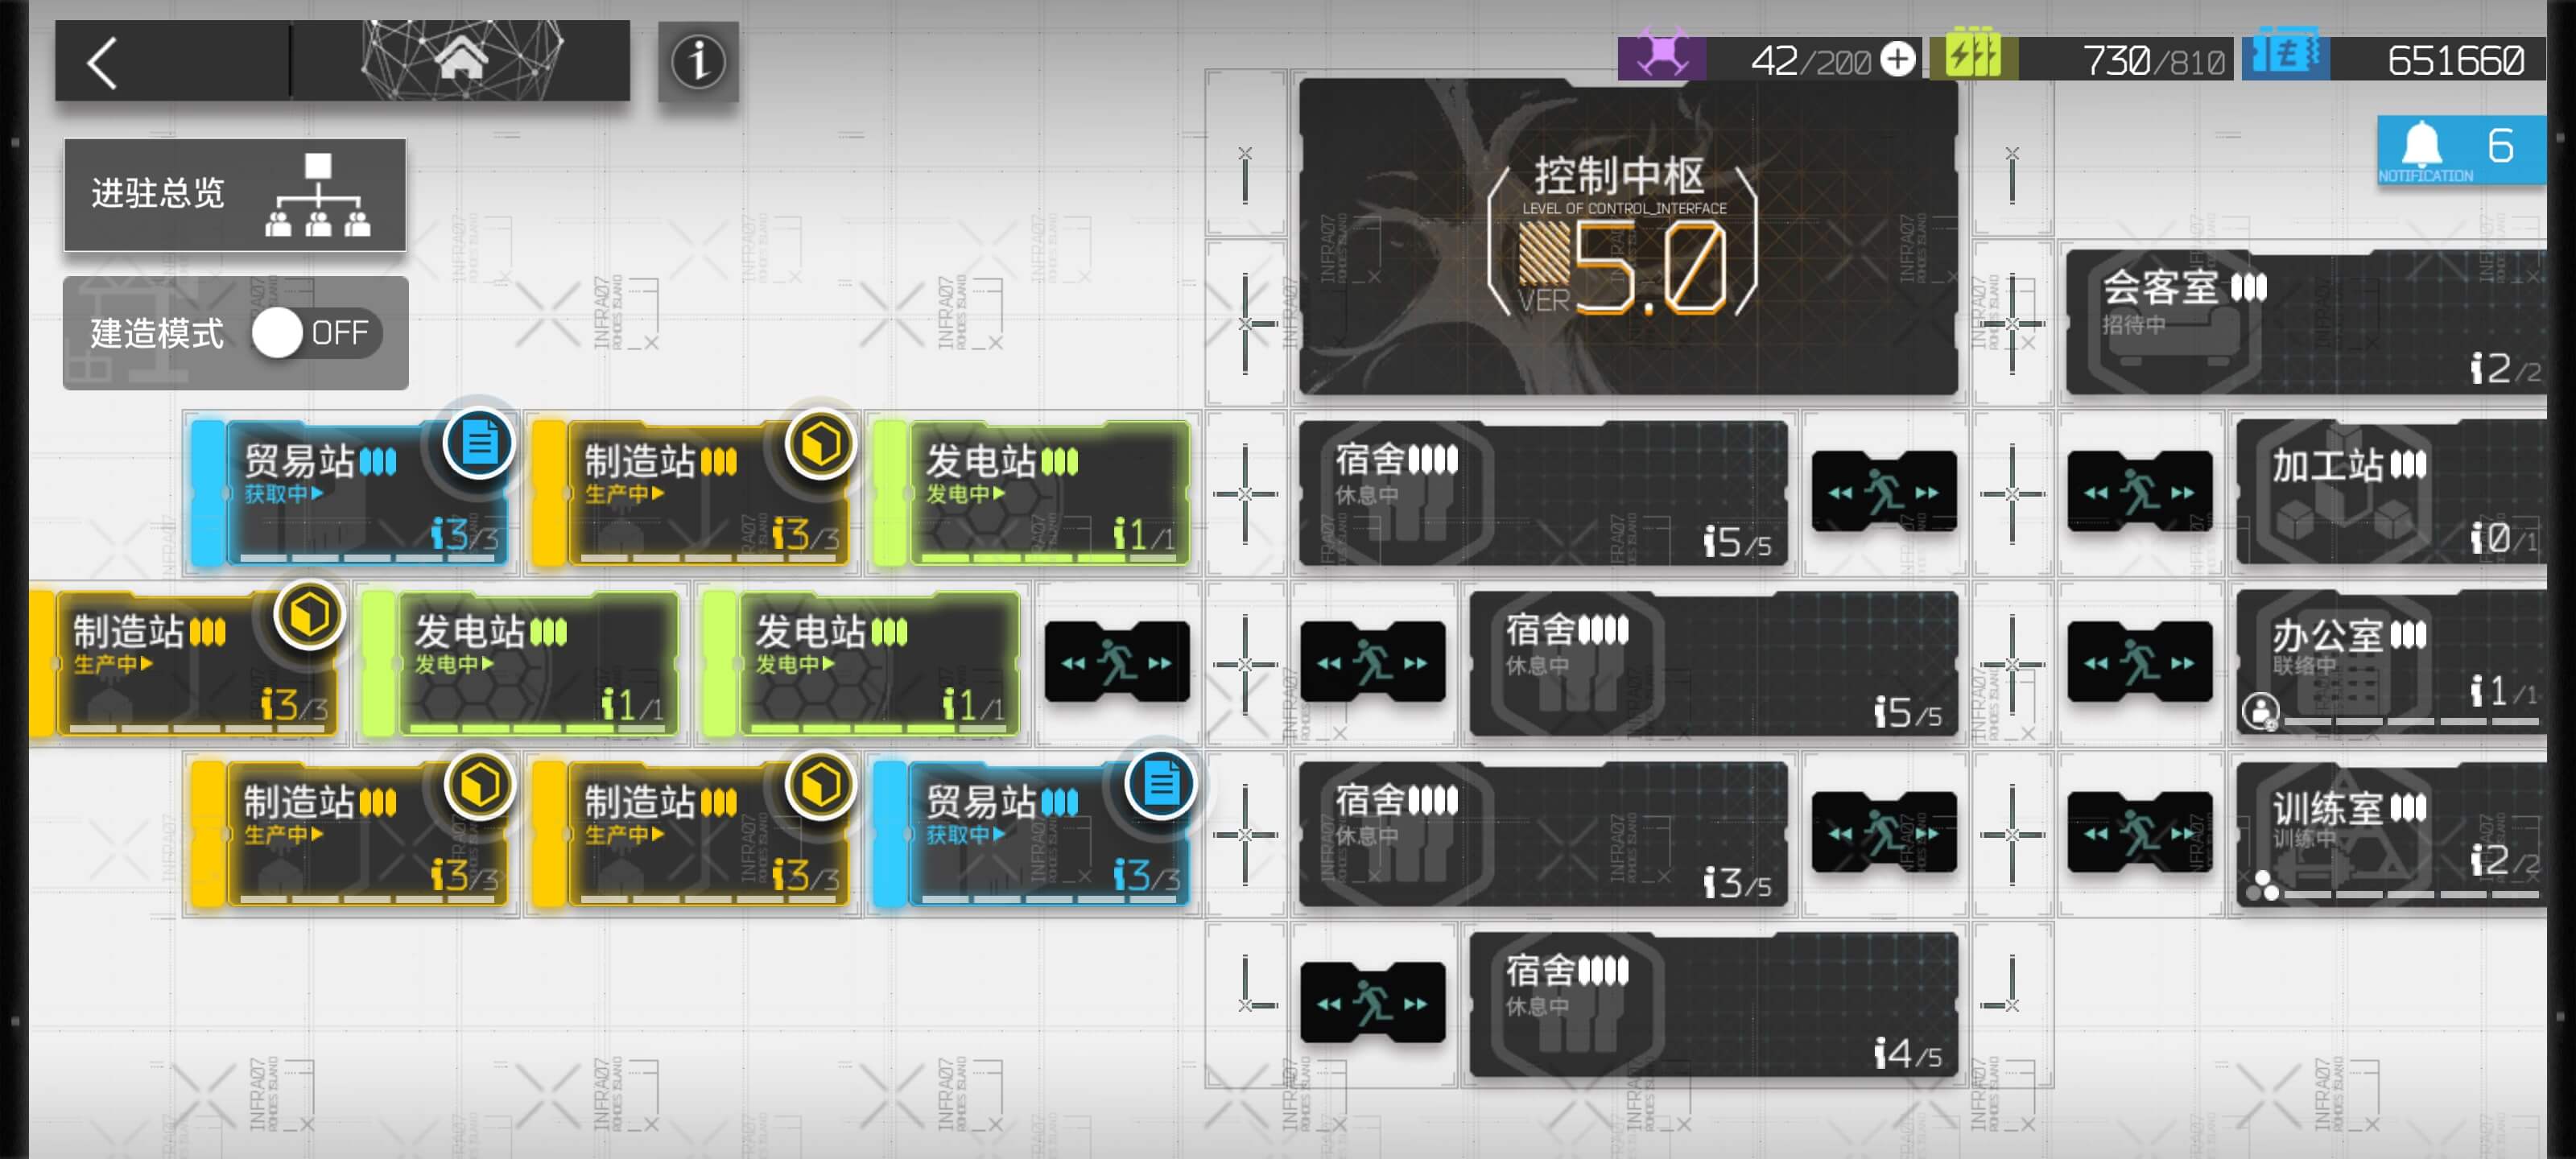 42/200
730/810
651660
进驻总览
建造模式
OFF
控制中枢
LEVEL OF CONTROL_INTERFACE
VER 5.0
6
NOTIFICATION
会客室
招待中
2/2
贸易站
获取中
3/3
制造站
生产中
3/3
发电站
发电中
1/1
宿舍
休息中
5/5
加工站
0/1
制造站
生产中
3/3
发电站
发电中
1/1
发电站
发电中
1/1
宿舍
休息中
5/5
办公室
联络中
1/1
制造站
生产中
3/3
制造站
生产中
3/3
贸易站
获取中
3/3
宿舍
休息中
3/5
训练室
训练中
2/2
宿舍
休息中
4/5
INFRA07
RHODES ISLAND